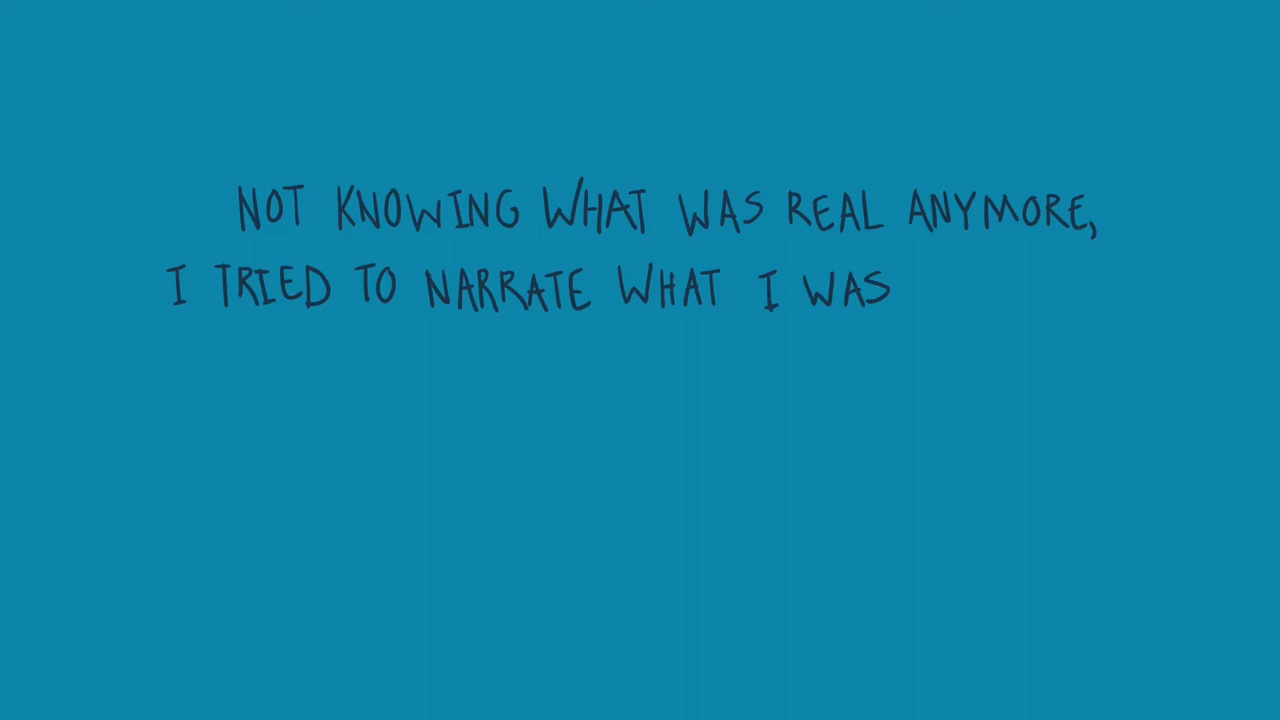 NOT KNOWING WHAT WAS REAL ANYMORE,
I TRIED TO NARRATE WHAT I WAS